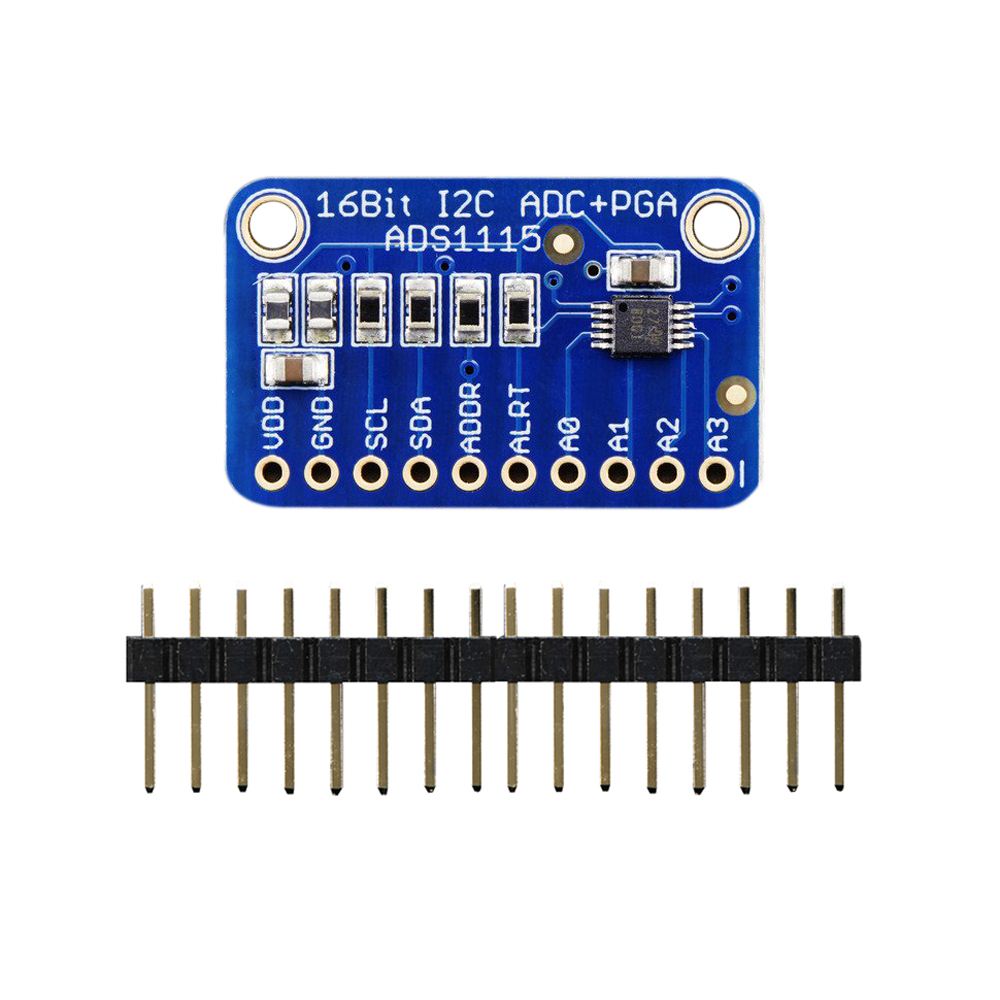 16Bit I2C ADC+PGA
ADS1115
VDD
GND
SCL
SDA
ADDR
ALRT
A0
A1
A2
A3